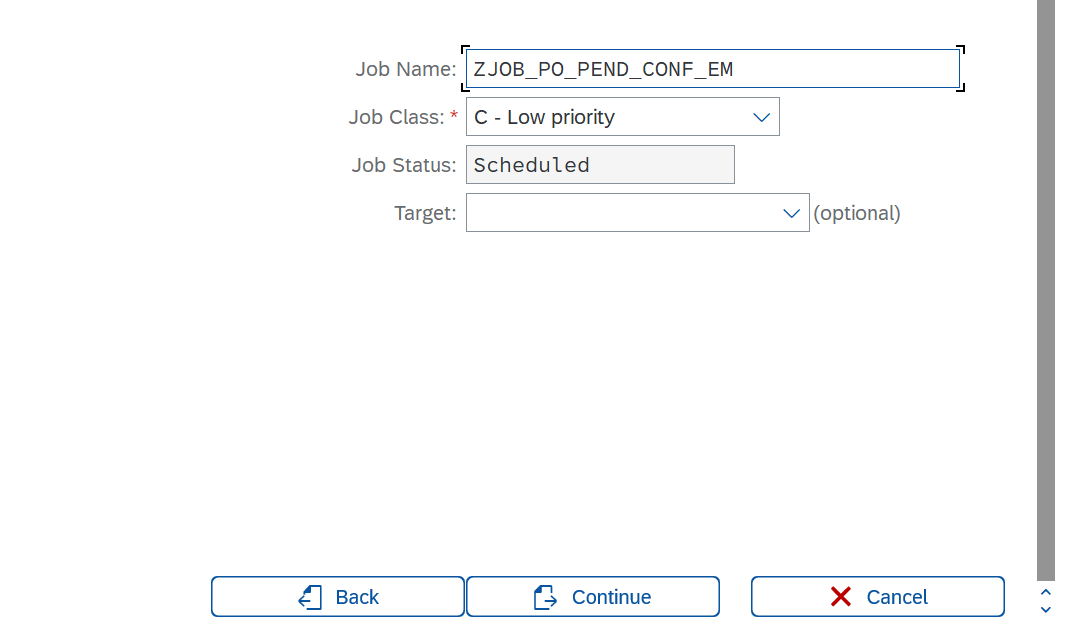 Job Name: ZJOB_PO_PEND_CONF_EM
Job Class: * C - Low priority
Job Status: Scheduled
Target: (optional)
Back Continue Cancel